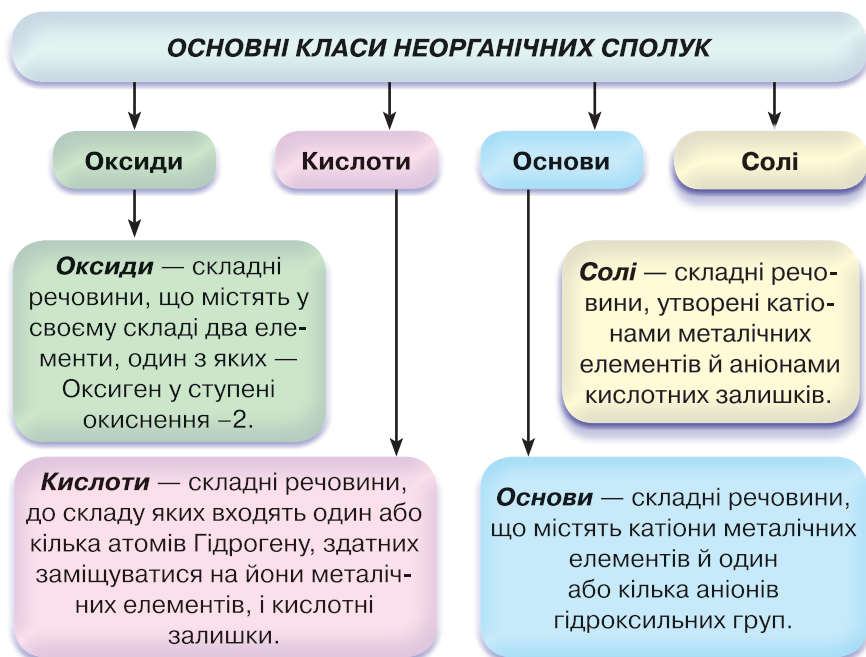 ОСНОВНІ КЛАСИ НЕОРГАНІЧНИХ СПОЛУК
Оксиди
Кислоти
Основи
Солі
Оксиди — складні
речовини, що містять у
своєму складі два еле-
менти, один з яких —
Оксиген у ступені
окиснення –2.
Солі — складні речо-
вини, утворені катіо-
нами металічних
елементів й аніонами
кислотних залишків.
Кислоти — складні речовини,
до складу яких входять один або
кілька атомів Гідрогену, здатних
заміщуватися на йони металіч-
них елементів, і кислотні
залишки.
Основи — складні речовини,
що містять катіони металічних
елементів й один
або кілька аніонів
гідроксильних груп.